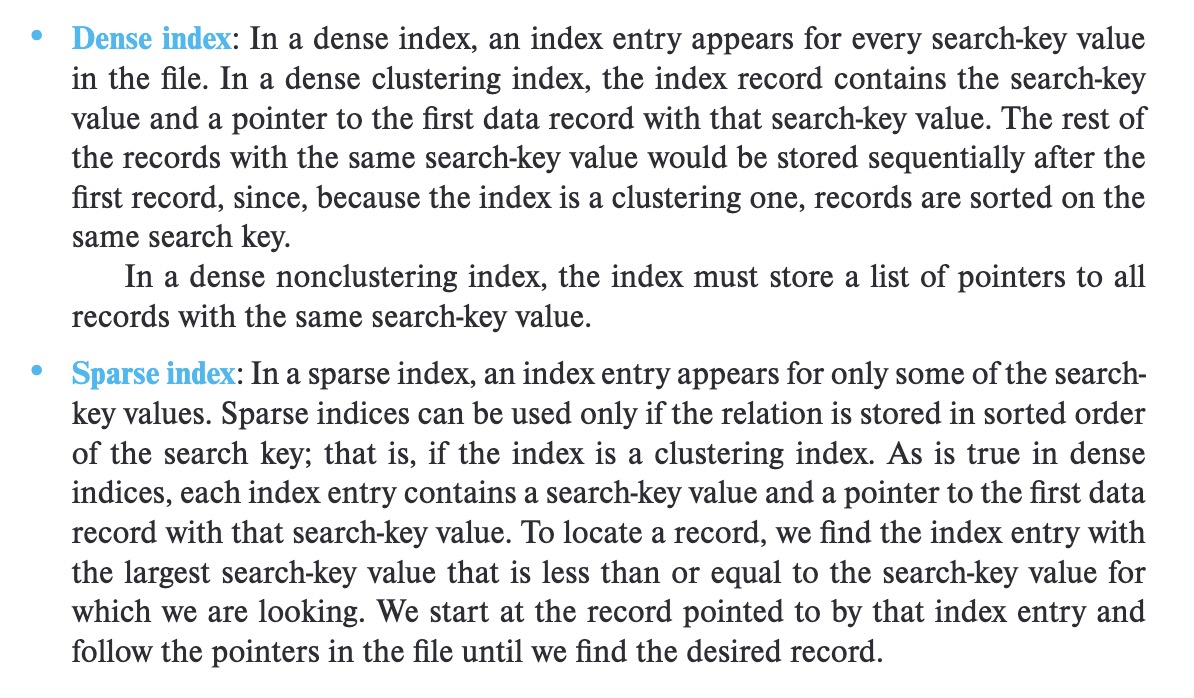 • Dense index: In a dense index, an index entry appears for every search-key value
in the file. In a dense clustering index, the index record contains the search-key
value and a pointer to the first data record with that search-key value. The rest of
the records with the same search-key value would be stored sequentially after the
first record, since, because the index is a clustering one, records are sorted on the
same search key.
In a dense nonclustering index, the index must store a list of pointers to all
records with the same search-key value.
• Sparse index: In a sparse index, an index entry appears for only some of the search-
key values. Sparse indices can be used only if the relation is stored in sorted order
of the search key; that is, if the index is a clustering index. As is true in dense
indices, each index entry contains a search-key value and a pointer to the first data
record with that search-key value. To locate a record, we find the index entry with
the largest search-key value that is less than or equal to the search-key value for
which we are looking. We start at the record pointed to by that index entry and
follow the pointers in the file until we find the desired record.